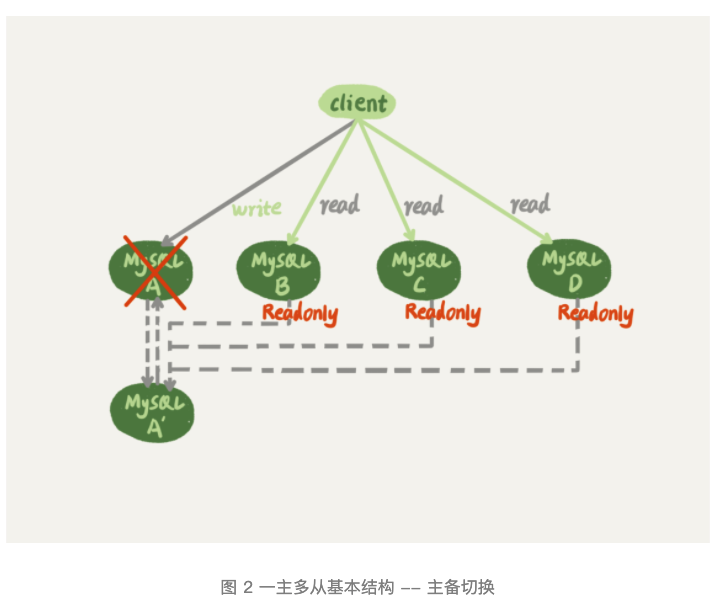 client
write
read
read
read
MySQL
A
MySQL
B
MySQL
C
MySQL
D
Readonly
Readonly
Readonly
MySQL
A'
图 2 一主多从基本结构 -- 主备切换